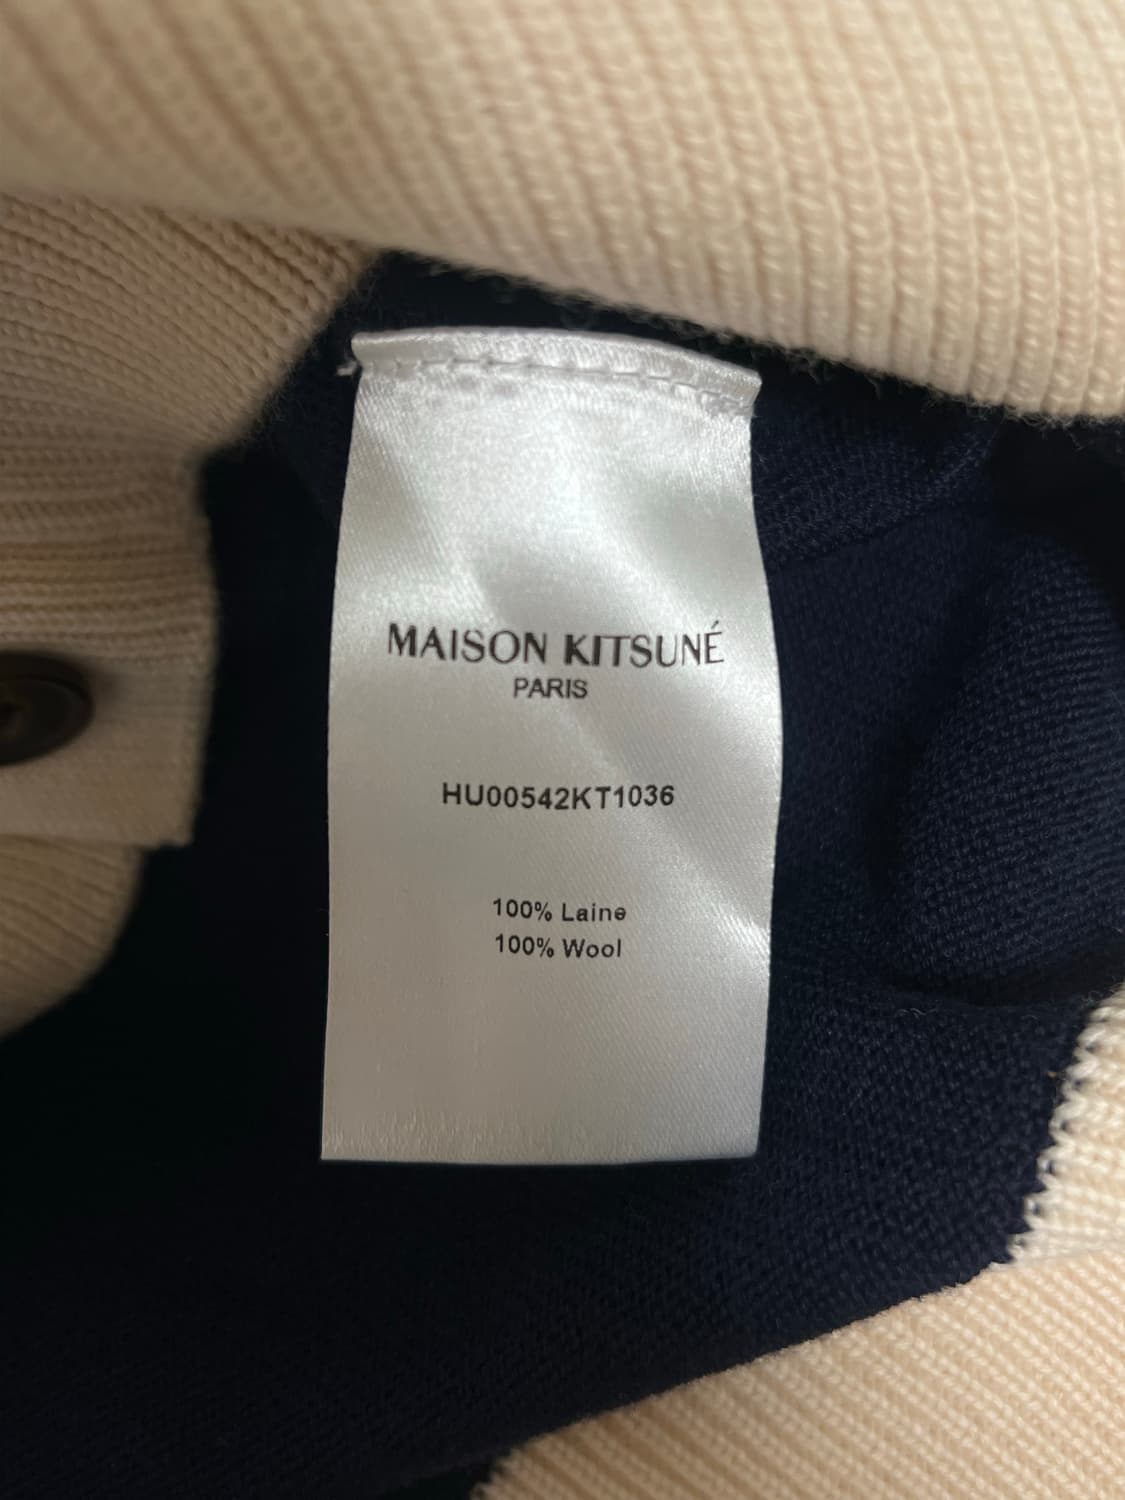 MAISON KITSUNÉ
PARIS
HU00542KT1036
100% Laine
100% Wool